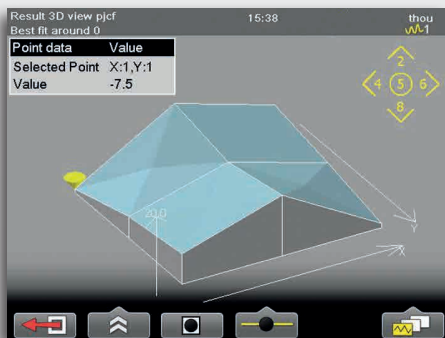 Result 3D view pjcf 15:38 thou
Best fit around 0 1
Point data Value
Selected Point X:1,Y:1
Value -7.5
2
4 5 6
8
20.0
Y
X